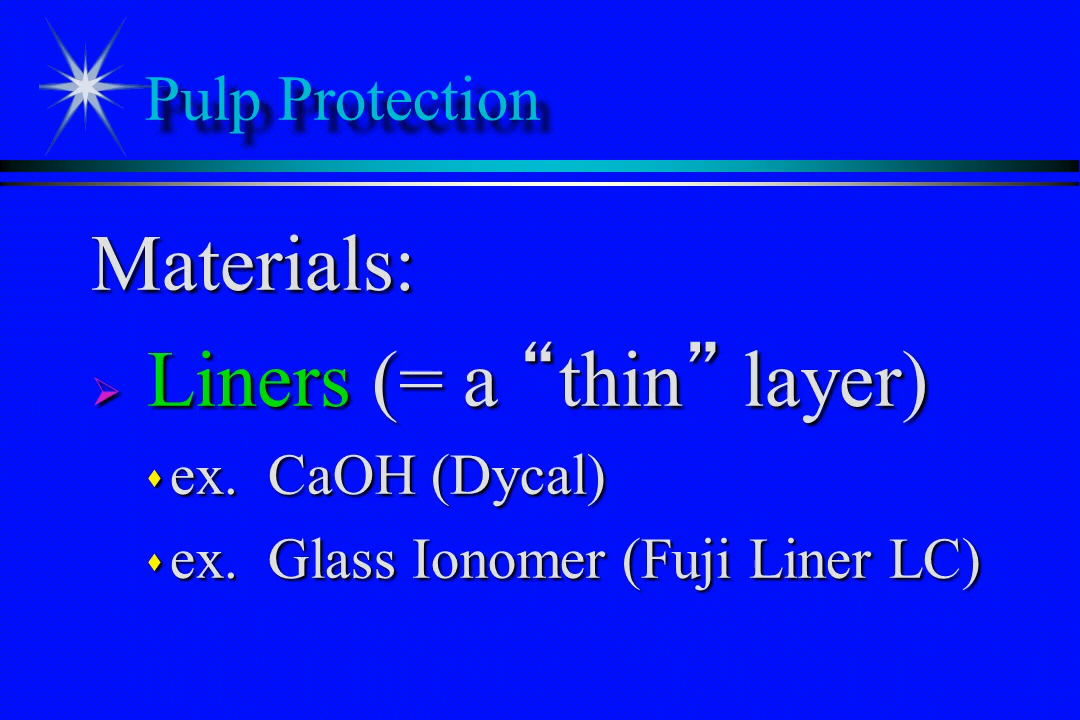 Pulp Protection
Materials:
Liners (= a “thin” layer)
ex. CaOH (Dycal)
ex. Glass Ionomer (Fuji Liner LC)